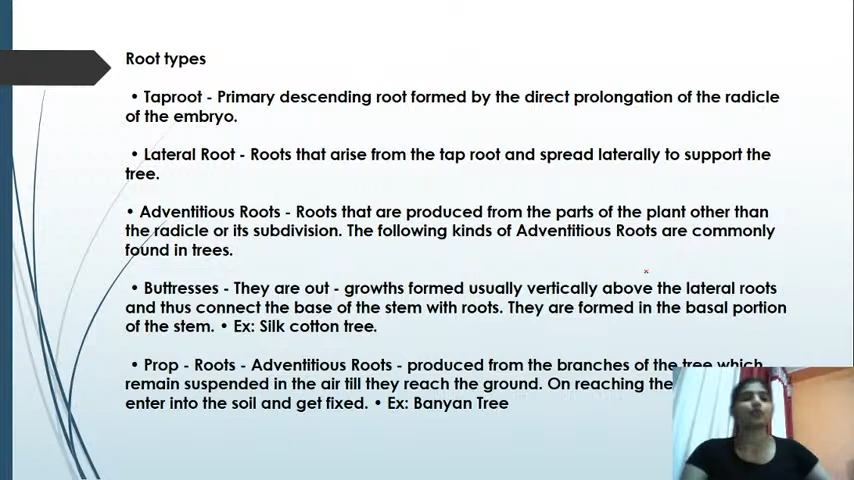 Root types
• Taproot - Primary descending root formed by the direct prolongation of the radicle
of the embryo.
• Lateral Root - Roots that arise from the tap root and spread laterally to support the
tree.
• Adventitious Roots - Roots that are produced from the parts of the plant other than
the radicle or its subdivision. The following kinds of Adventitious Roots are commonly
found in trees.
• Buttresses - They are out - growths formed usually vertically above the lateral roots
and thus connect the base of the stem with roots. They are formed in the basal portion
of the stem. • Ex: Silk cotton tree.
• Prop - Roots - Adventitious Roots - produced from the branches of the tree which
remain suspended in the air till they reach the ground. On reaching the
enter into the soil and get fixed. • Ex: Banyan Tree